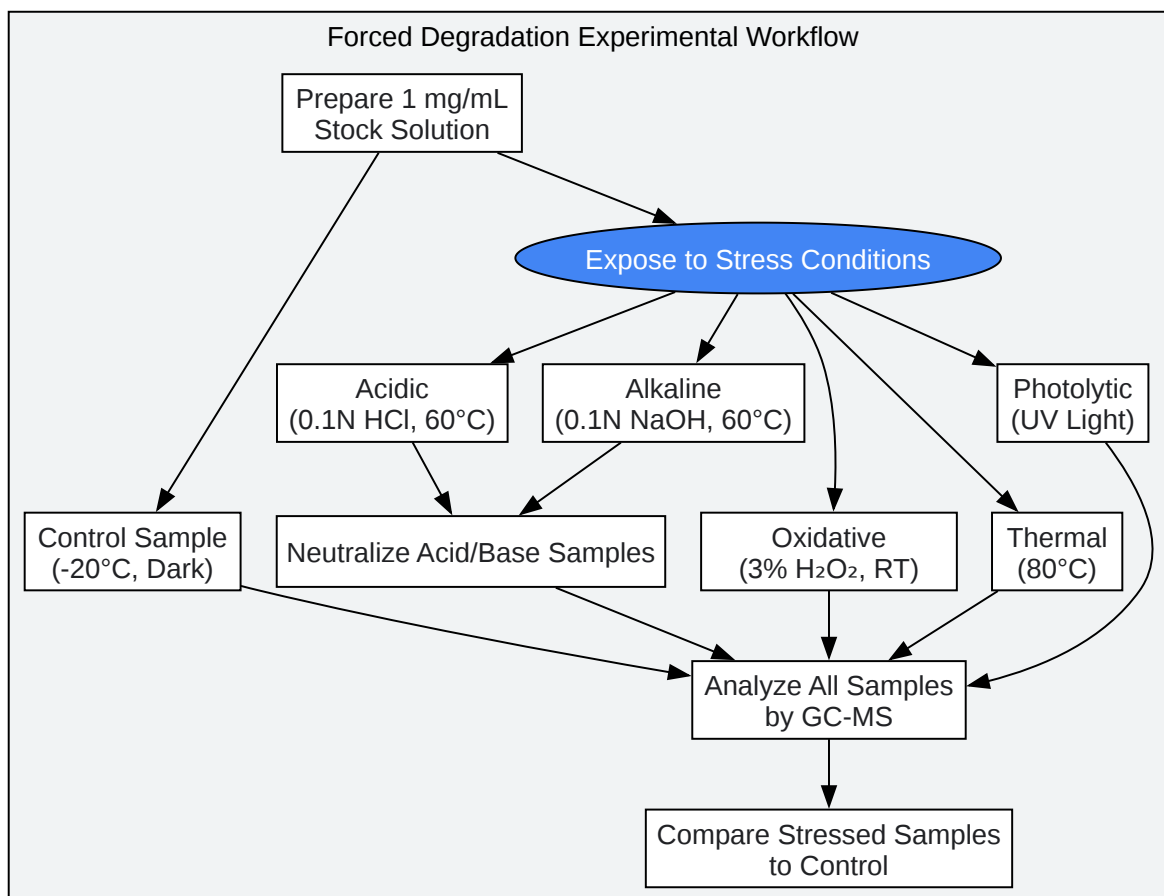 Forced Degradation Experimental Workflow
Prepare 1 mg/mL
Stock Solution
Expose to Stress Conditions
Acidic
(0.1N HCl, 60°C)
Alkaline
(0.1N NaOH, 60°C)
Photolytic
(UV Light)
Control Sample
(-20°C, Dark)
Neutralize Acid/Base Samples
Oxidative
(3% H₂O₂, RT)
Thermal
(80°C)
Analyze All Samples
by GC-MS
Compare Stressed Samples
to Control